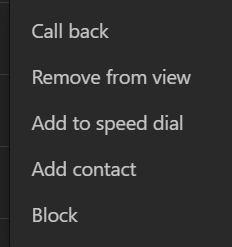 Call back
Remove from view
Add to speed dial
Add contact
Block